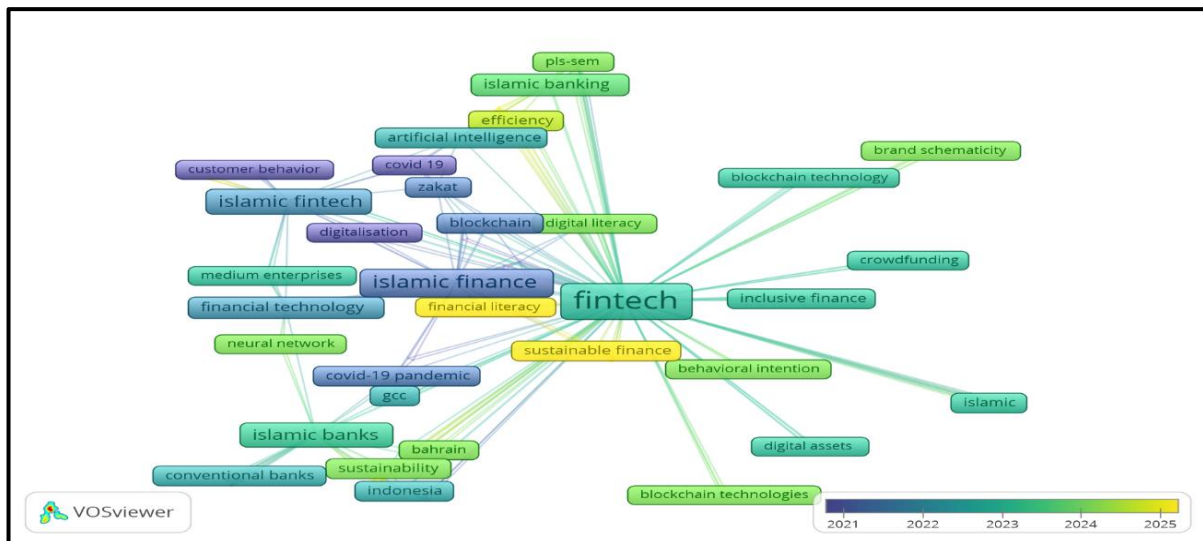 pls-sem
islamic banking
efficiency
artificial intelligence
brand schematicity
covid 19
customer behavior
blockchain technology
zakat
islamic fintech
blockchain
digital literacy
digitalisation
crowdfunding
medium enterprises
islamic finance
inclusive finance
fintech
financial technology
financial literacy
neural network
sustainable finance
behavioral intention
covid-19 pandemic
gcc
islamic
islamic banks
digital assets
bahrain
sustainability
conventional banks
indonesia
blockchain technologies
VOSviewer
2021 2022 2023 2024 2025